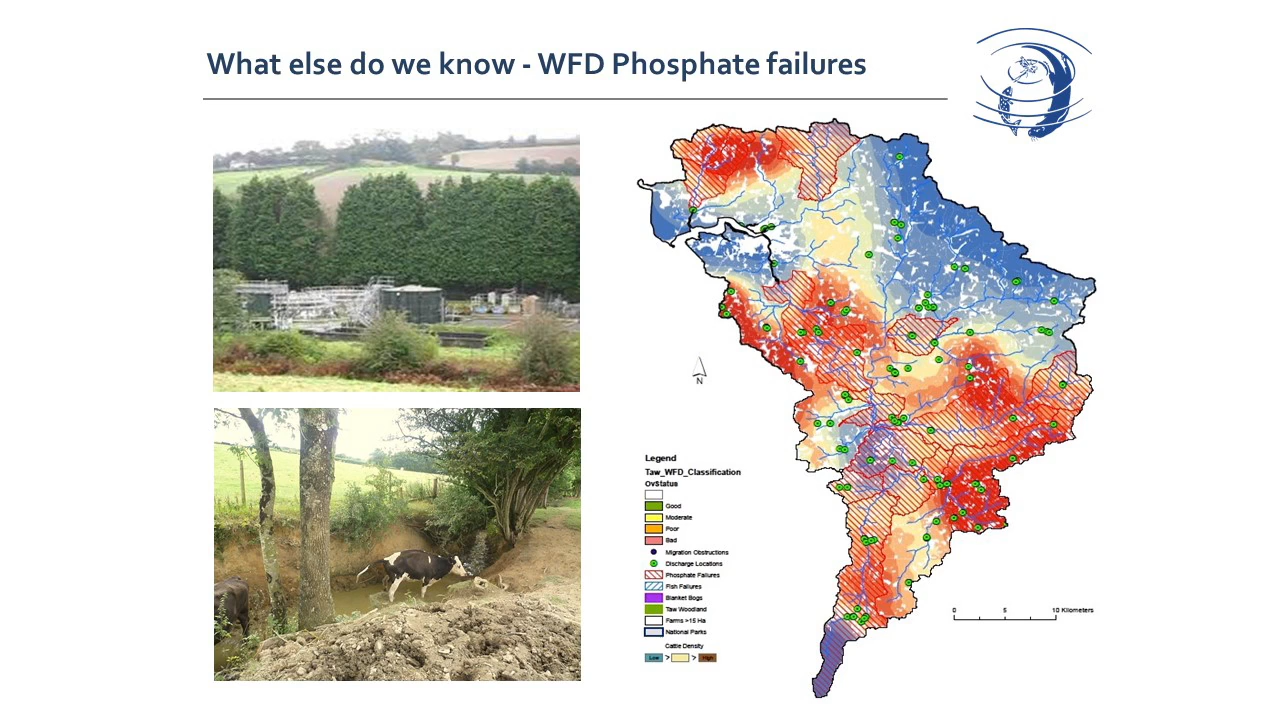 What else do we know - WFD Phosphate failures
N
Legend
Taw_WFD_Classification
OvStatus
Good
Moderate
Poor
Bad
Migration Obstructions
Discharge Locations
Phosphate Failures
Fish Failures
Blanket Bogs
Taw Woodland
Farms >15 Ha
National Parks
Cattle Density
Low > > High
0 5 10 Kilometers